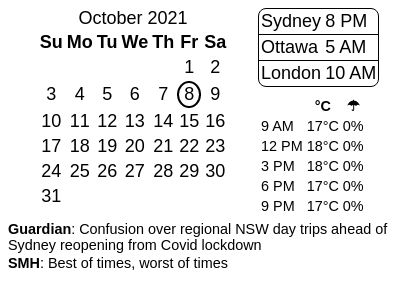 October 2021
Su Mo Tu We Th Fr Sa
1 2
3 4 5 6 7 8 9
10 11 12 13 14 15 16
17 18 19 20 21 22 23
24 25 26 27 28 29 30
31
Sydney 8 PM
Ottawa 5 AM
London 10 AM
°C ☂
9 AM 17°C 0%
12 PM 18°C 0%
3 PM 18°C 0%
6 PM 17°C 0%
9 PM 17°C 0%
Guardian: Confusion over regional NSW day trips ahead of
Sydney reopening from Covid lockdown
SMH: Best of times, worst of times